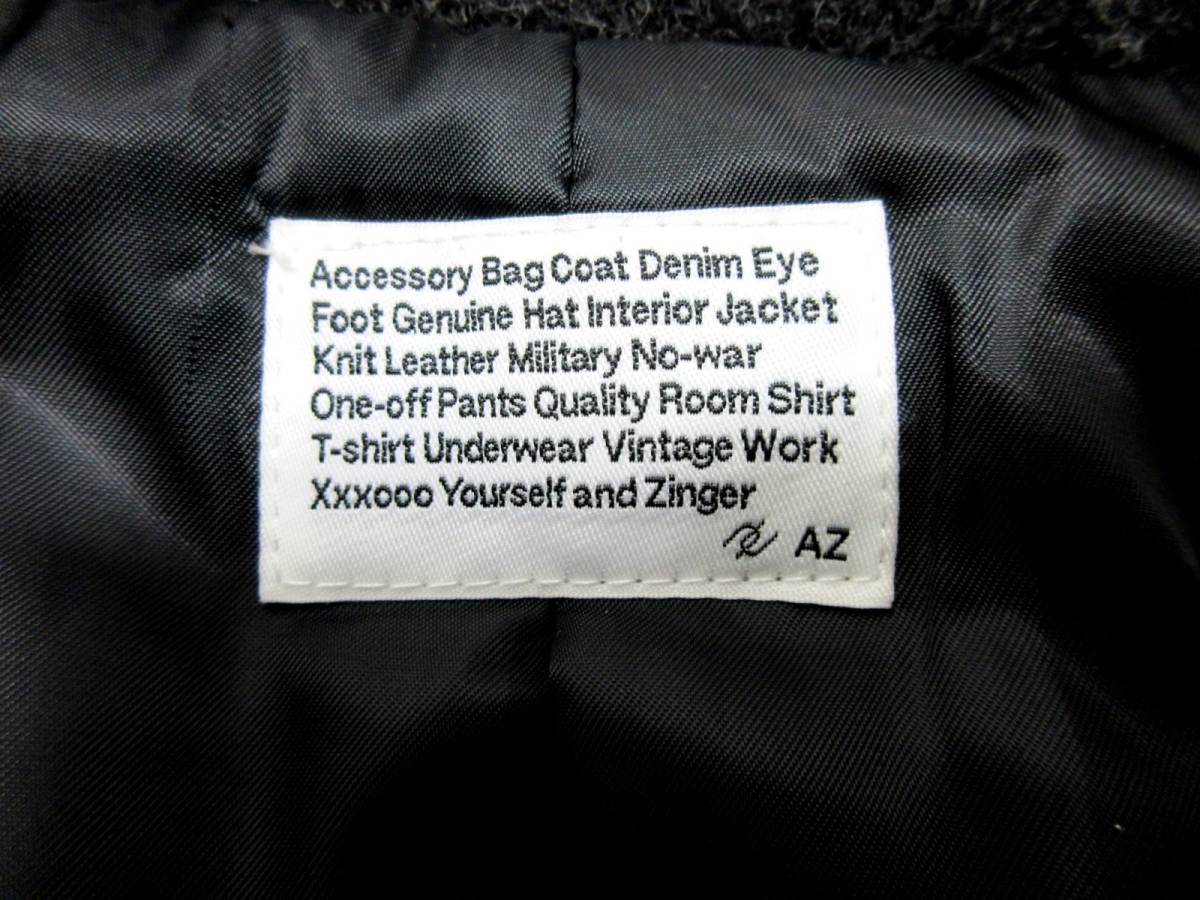 Accessory Bag Coat Denim Eye
Foot Genuine Hat Interior Jacket
Knit Leather Military No-war
One-off Pants Quality Room Shirt
T-shirt Underwear Vintage Work
Xxxooo Yourself and Zinger
AZ